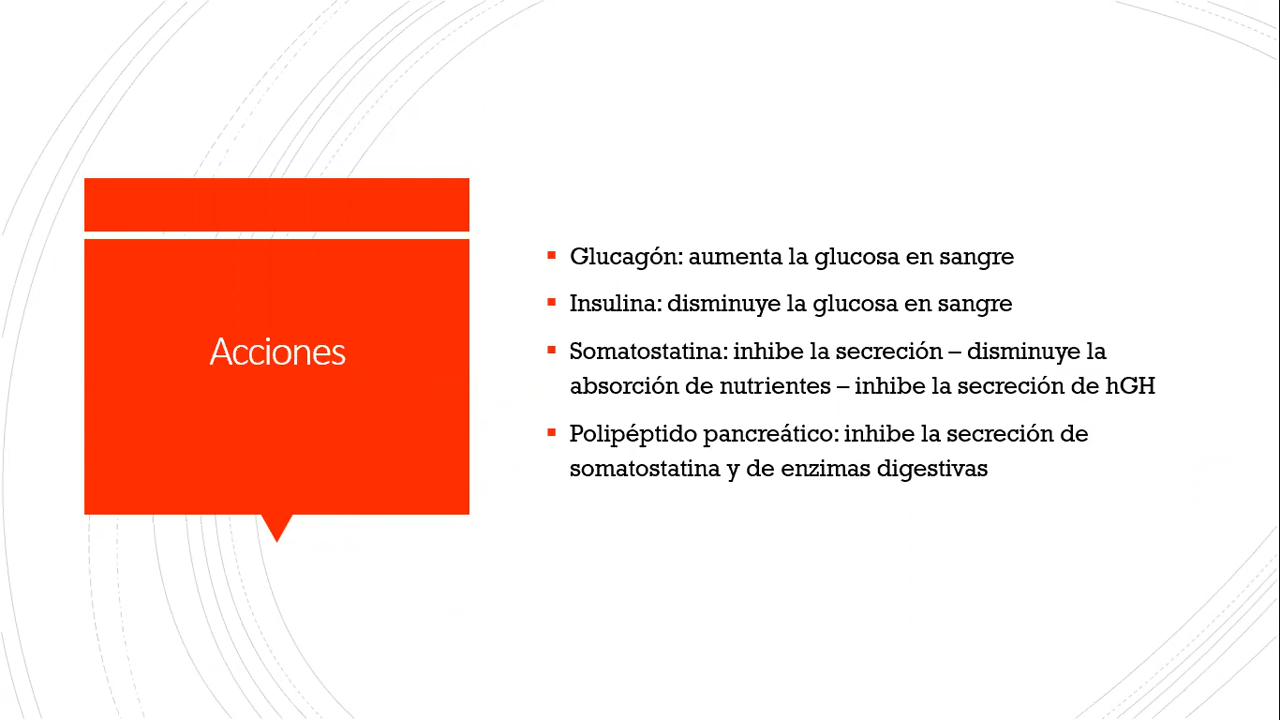 Acciones
Glucagón: aumenta la glucosa en sangre
Insulina: disminuye la glucosa en sangre
Somatostatina: inhibe la secreción – disminuye la
absorción de nutrientes – inhibe la secreción de hGH
Polipéptido pancreático: inhibe la secreción de
somatostatina y de enzimas digestivas